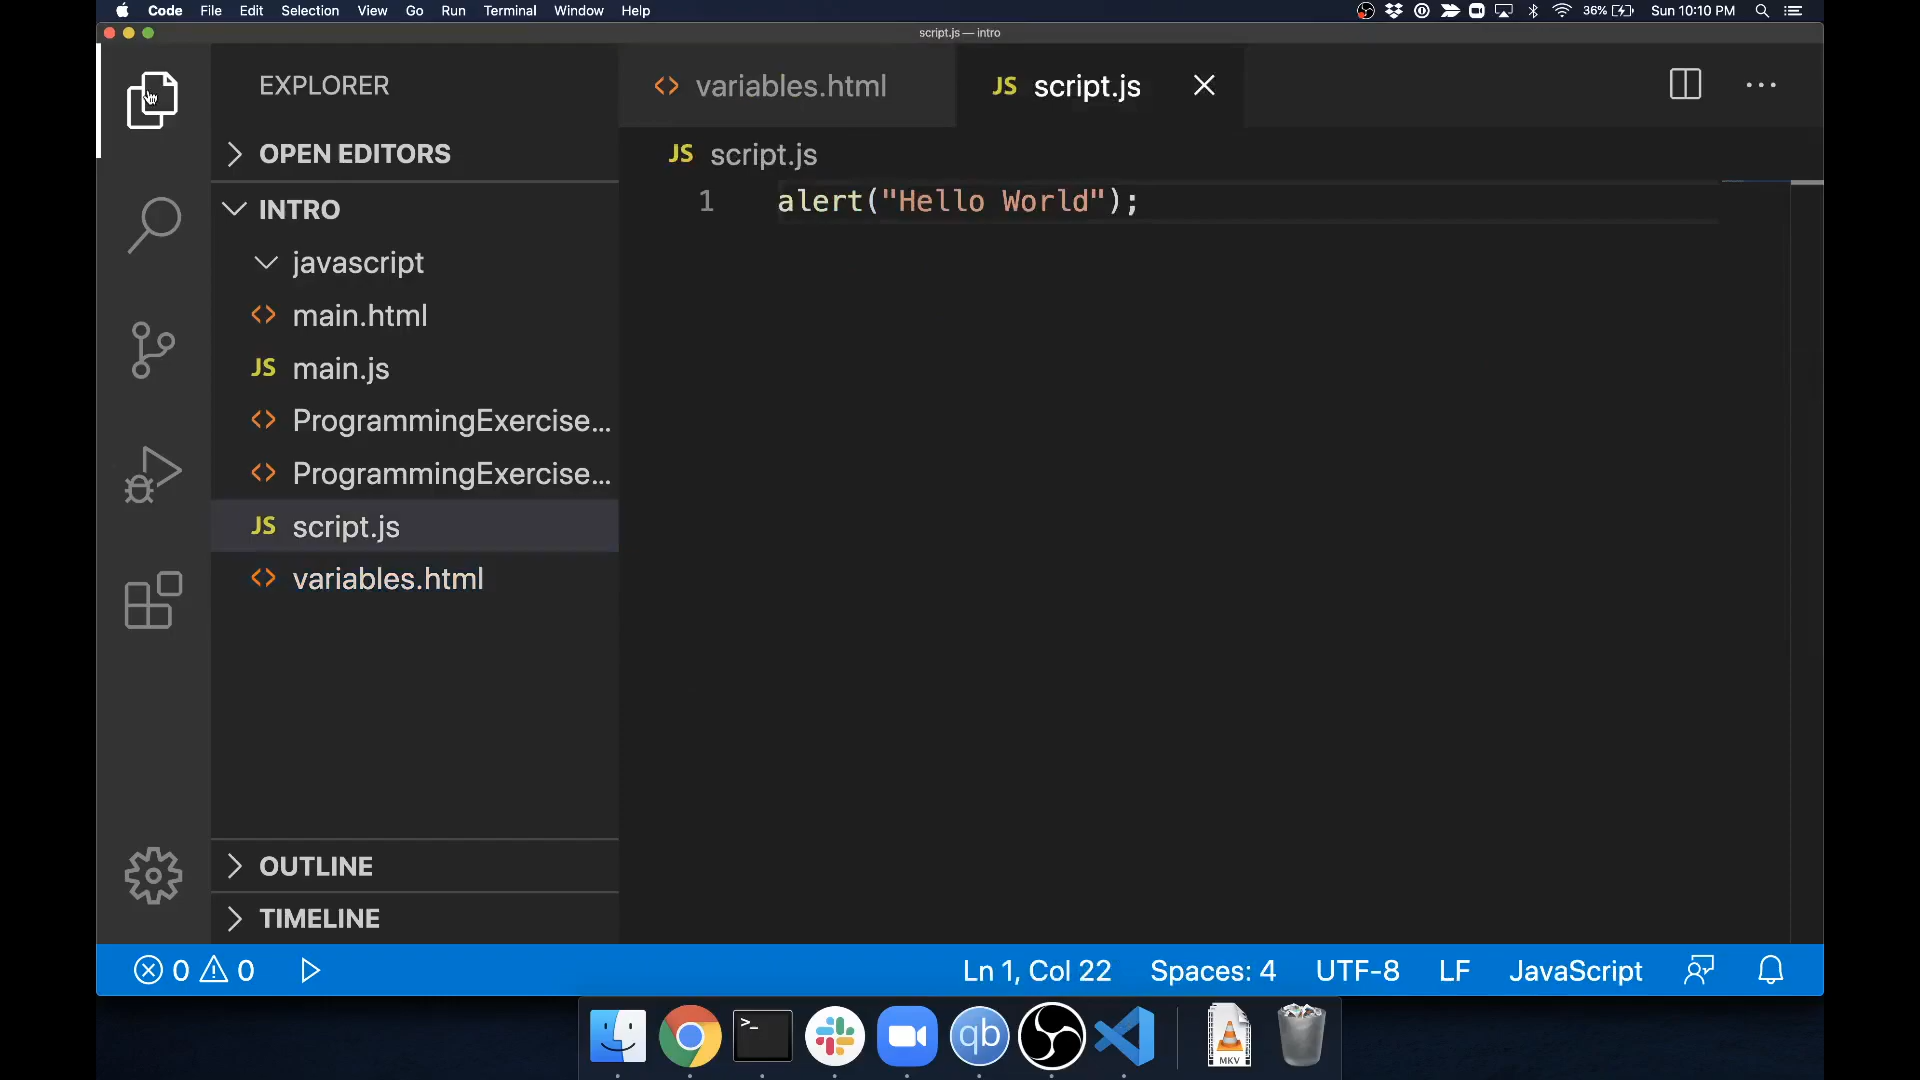 Code File Edit Selection View Go Run Terminal Window Help 36% Sun 10:10 PM
script.js — intro
EXPLORER
OPEN EDITORS
INTRO
javascript
main.html
JS main.js
ProgrammingExercise...
ProgrammingExercise...
JS script.js
variables.html
OUTLINE
TIMELINE
variables.html JS script.js
JS script.js
1 alert("Hello World");
0 0 Ln 1, Col 22 Spaces: 4 UTF-8 LF JavaScript
>_ qb MKV